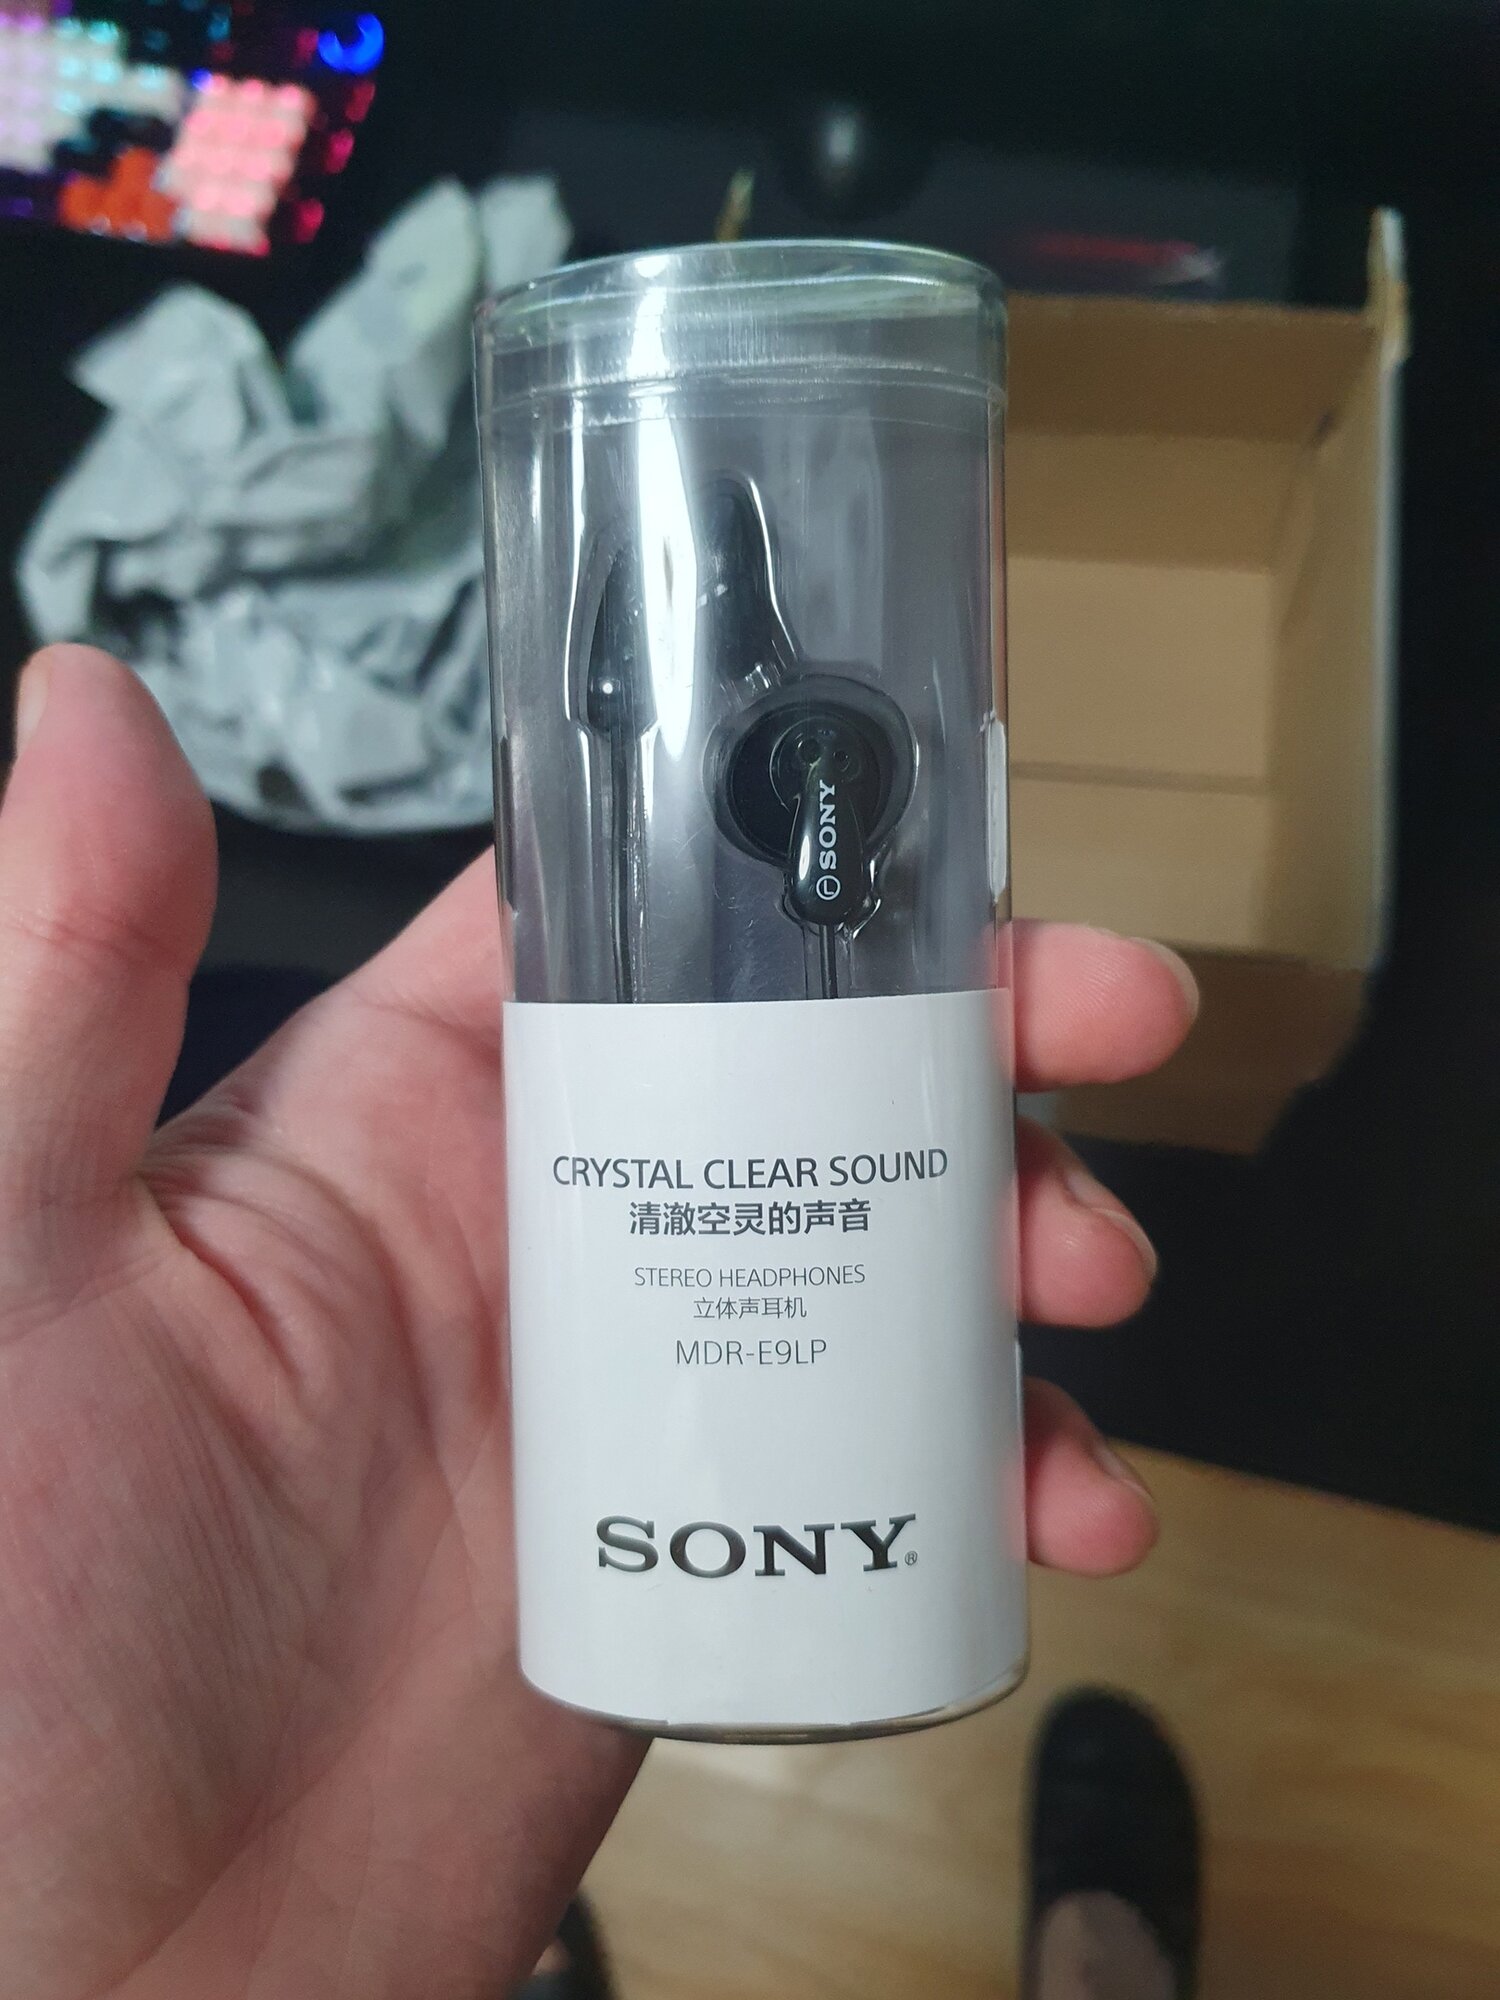 Ⓛ SONY
CRYSTAL CLEAR SOUND
清澈空灵的声音
STEREO HEADPHONES
立体声耳机
MDR-E9LP
SONY®